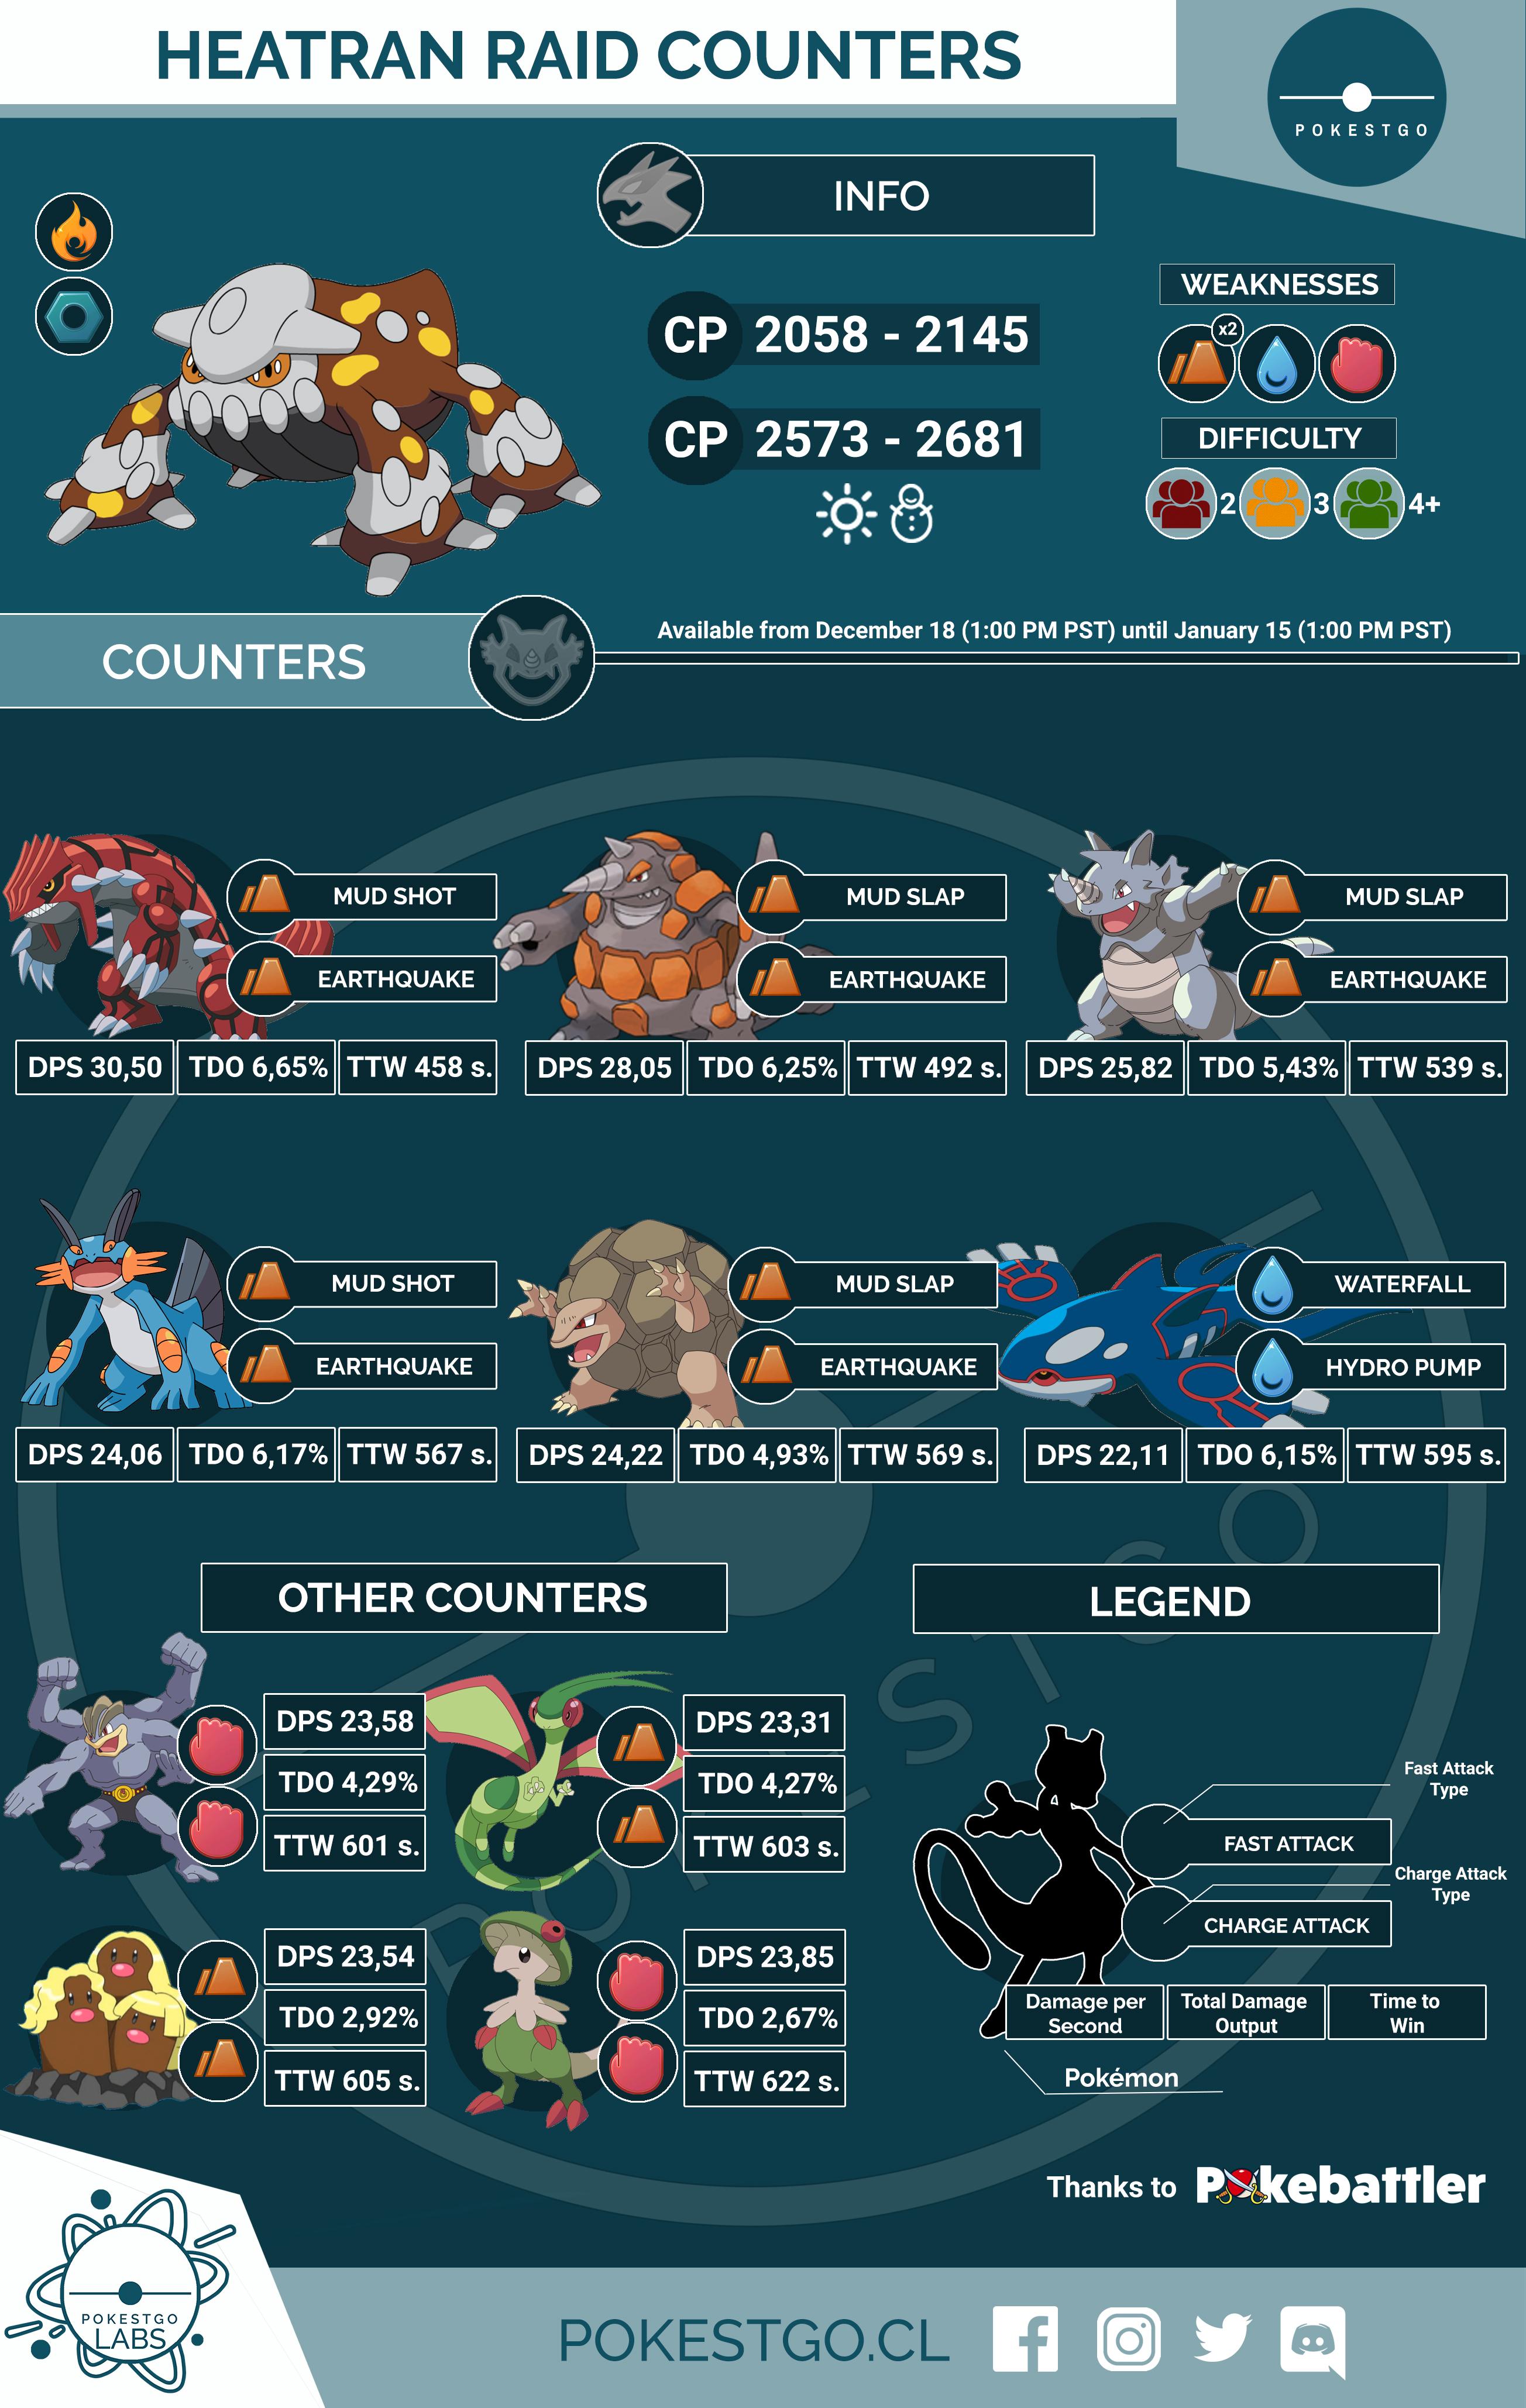 HEATRAN RAID COUNTERS
POKESTGO
INFO
CP 2058 - 2145
CP 2573 - 2681
WEAKNESSES
x2
DIFFICULTY
2 3 4+
COUNTERS
Available from December 18 (1:00 PM PST) until January 15 (1:00 PM PST)
MUD SHOT
EARTHQUAKE
DPS 30,50 TDO 6,65% TTW 458 s.
MUD SLAP
EARTHQUAKE
DPS 28,05 TDO 6,25% TTW 492 s.
MUD SLAP
EARTHQUAKE
DPS 25,82 TDO 5,43% TTW 539 s.
MUD SHOT
EARTHQUAKE
DPS 24,06 TDO 6,17% TTW 567 s.
MUD SLAP
EARTHQUAKE
DPS 24,22 TDO 4,93% TTW 569 s.
WATERFALL
HYDRO PUMP
DPS 22,11 TDO 6,15% TTW 595 s.
POKESTGO
OTHER COUNTERS
DPS 23,58
TDO 4,29%
TTW 601 s.
DPS 23,31
TDO 4,27%
TTW 603 s.
DPS 23,54
TDO 2,92%
TTW 605 s.
DPS 23,85
TDO 2,67%
TTW 622 s.
LEGEND
Fast Attack
Type
FAST ATTACK
Charge Attack
Type
CHARGE ATTACK
Damage per
Second
Total Damage
Output
Time to
Win
Pokémon
Thanks to Pokebattler
POKESTGO
LABS
POKESTGO.CL